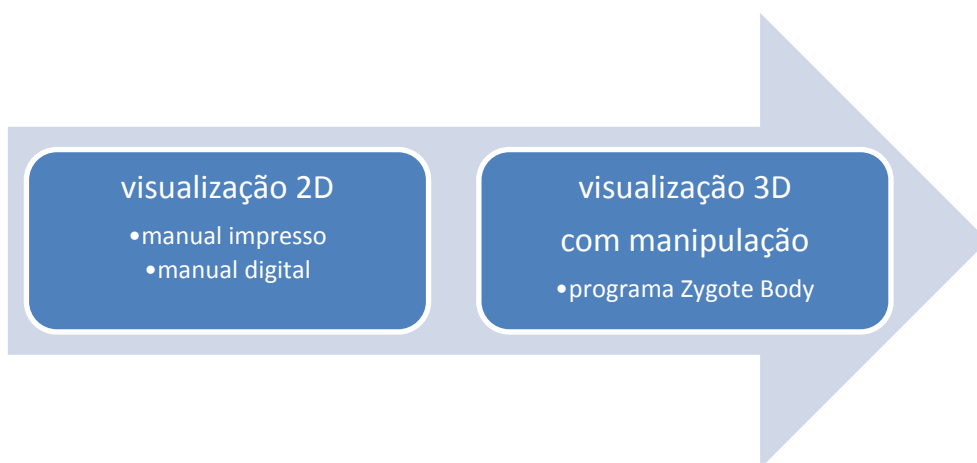 visualização 2D
•manual impresso
•manual digital
visualização 3D
com manipulação
•programa Zygote Body